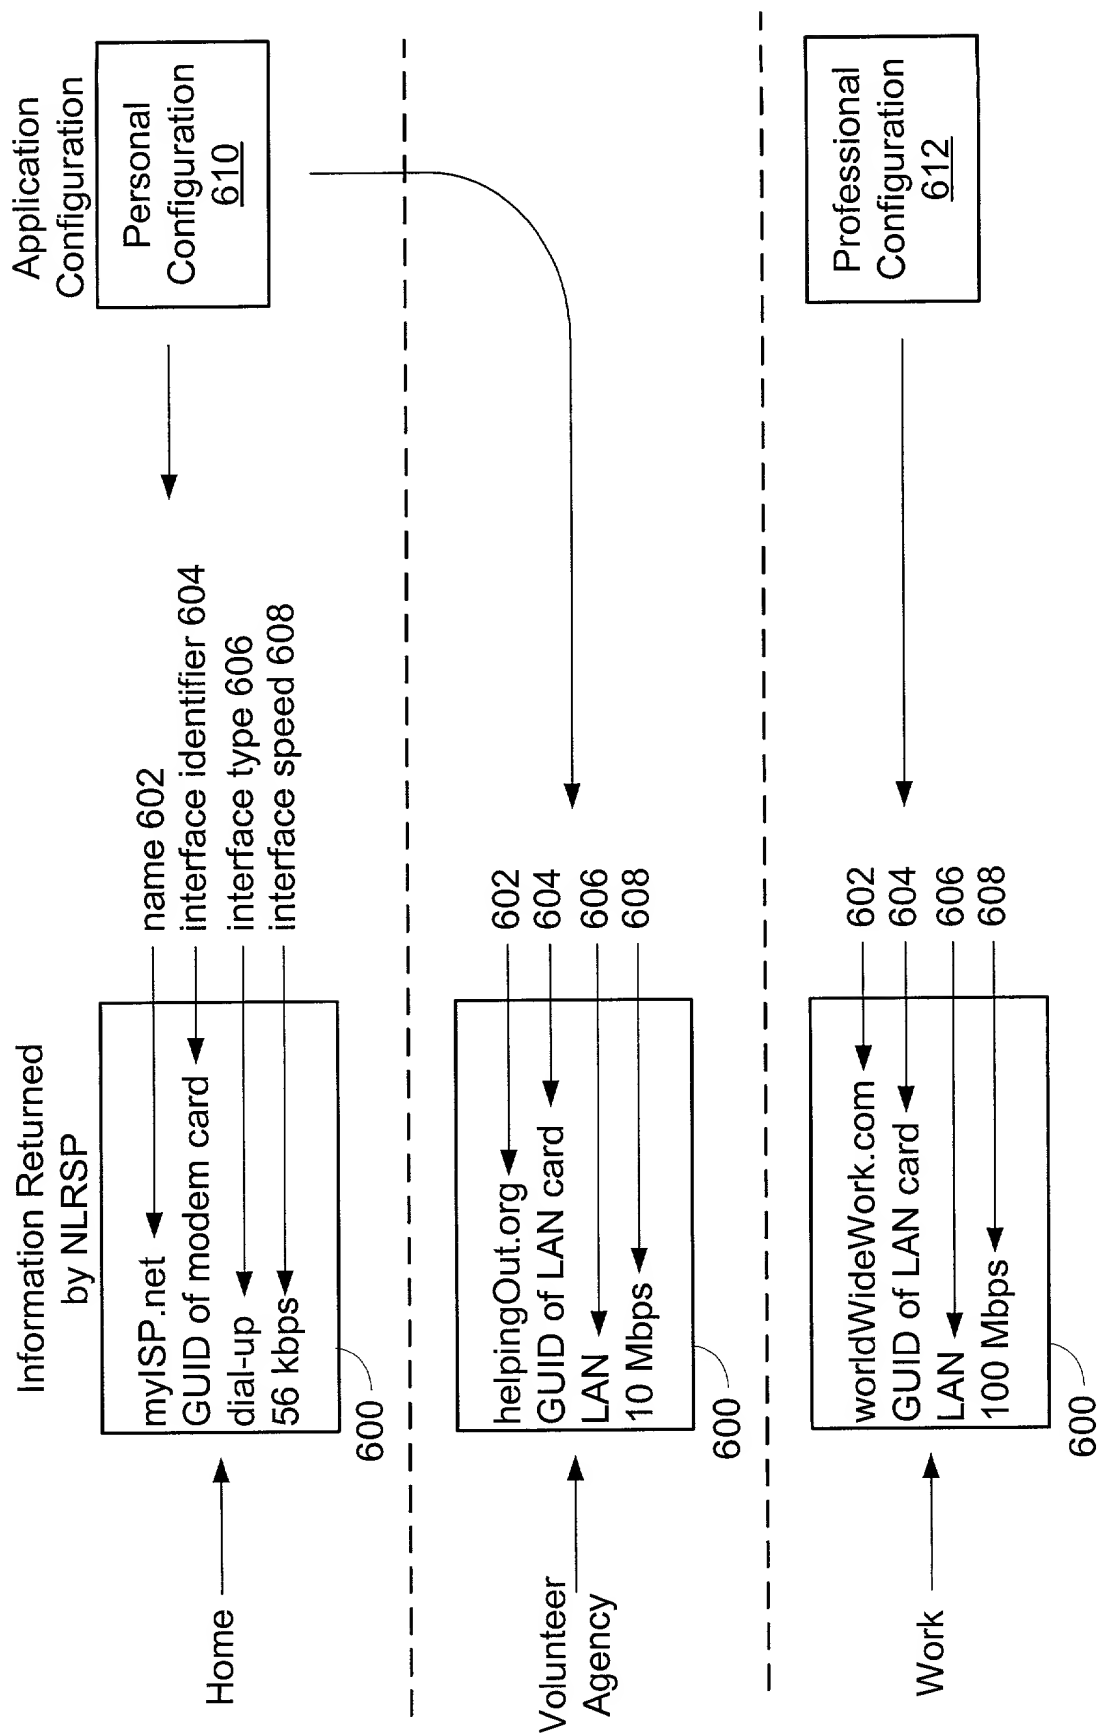 Information Returned
by NLRSP
Application
Configuration
Home
myISP.net
GUID of modem card
dial-up
56 kbps
600
name 602
interface identifier 604
interface type 606
interface speed 608
Personal
Configuration
610
Volunteer
Agency
helpingOut.org
GUID of LAN card
LAN
10 Mbps
600
602
604
606
608
Work
worldWideWork.com
GUID of LAN card
LAN
100 Mbps
600
602
604
606
608
Professional
Configuration
612